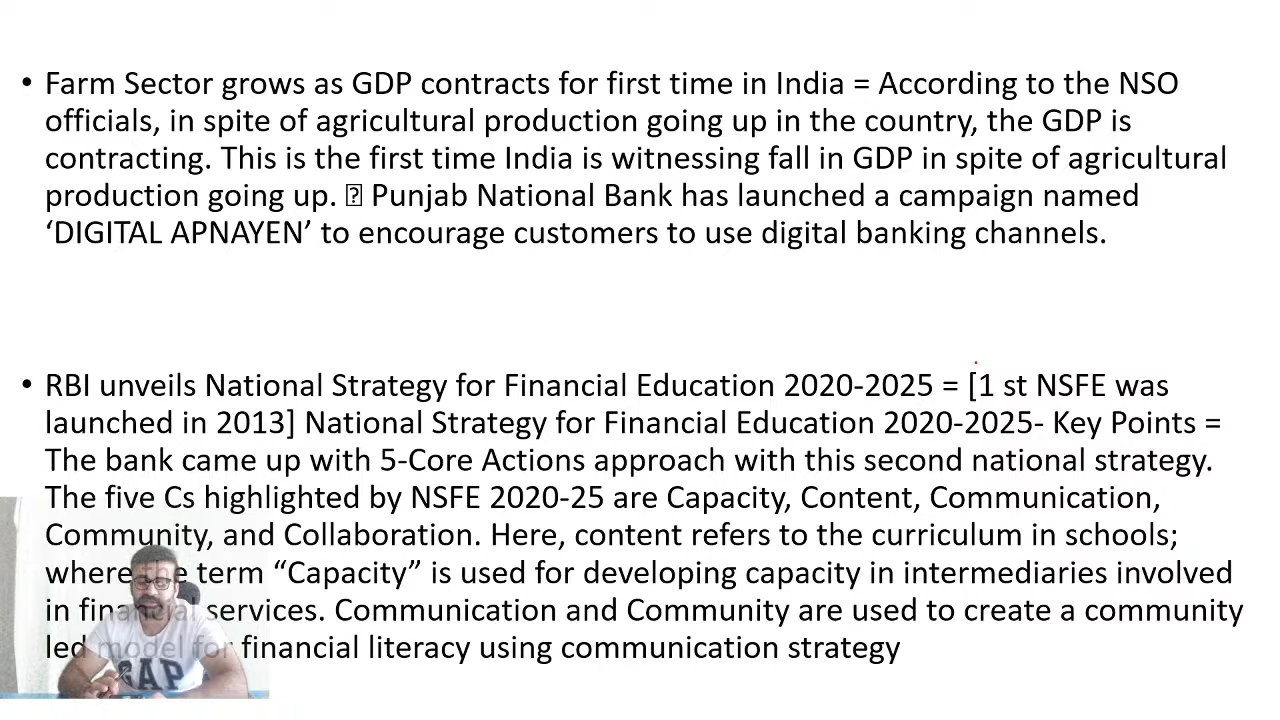 • Farm Sector grows as GDP contracts for first time in India = According to the NSO
officials, in spite of agricultural production going up in the country, the GDP is
contracting. This is the first time India is witnessing fall in GDP in spite of agricultural
production going up. Punjab National Bank has launched a campaign named
‘DIGITAL APNAYEN’ to encourage customers to use digital banking channels.
• RBI unveils National Strategy for Financial Education 2020-2025 = [1 st NSFE was
launched in 2013] National Strategy for Financial Education 2020-2025- Key Points =
The bank came up with 5-Core Actions approach with this second national strategy.
The five Cs highlighted by NSFE 2020-25 are Capacity, Content, Communication,
Community, and Collaboration. Here, content refers to the curriculum in schools;
where term “Capacity” is used for developing capacity in intermediaries involved
in financial services. Communication and Community are used to create a community
led model for financial literacy using communication strategy
GAP